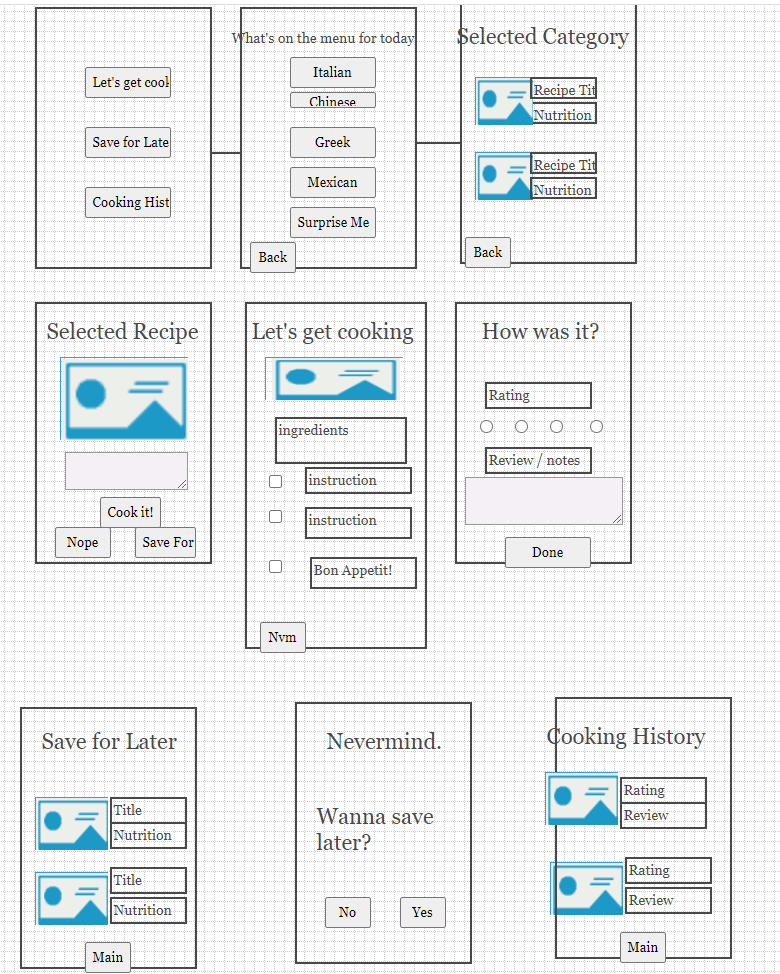 Let's get cook
Save for Late
Cooking Hist
What's on the menu for today
Italian
Chinese
Greek
Mexican
Surprise Me
Back
Selected Category
Recipe Tit
Nutrition
Recipe Tit
Nutrition
Back
Selected Recipe
Cook it!
Nope
Save For
Let's get cooking
ingredients
instruction
instruction
Bon Appetit!
Nvm
How was it?
Rating
Review / notes
Done
Save for Later
Title
Nutrition
Title
Nutrition
Main
Nevermind.
Wanna save
later?
No
Yes
Cooking History
Rating
Review
Rating
Review
Main